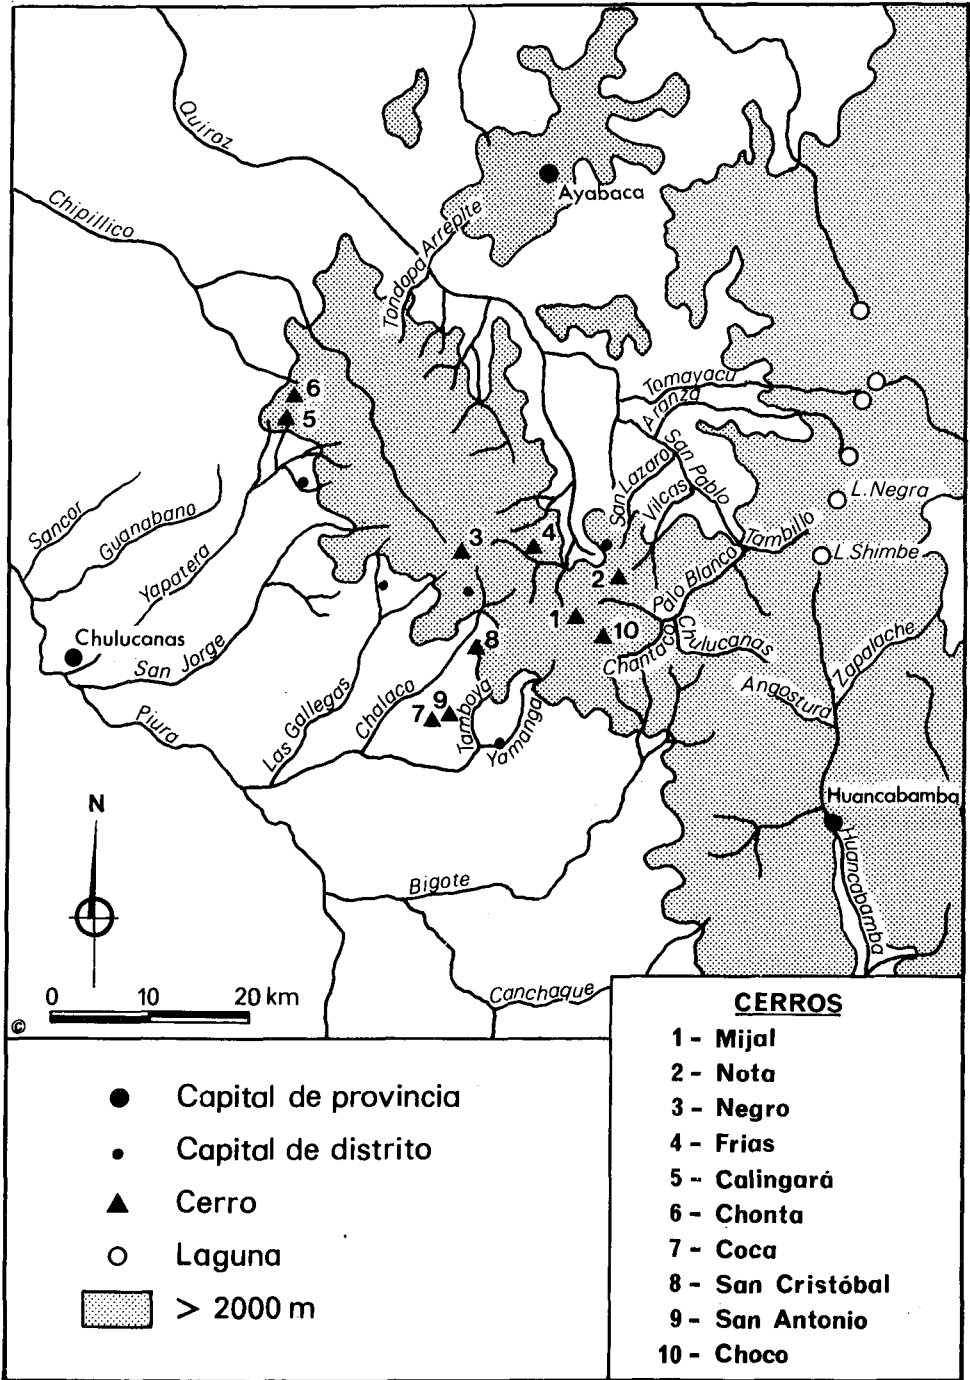 Quiroz
Ayabaca
Chipillico
Tondopa Arrepite
6
5
Tomayacu
Aranza
San Pablo
San Lazaro
Vilcas
L.Negra
Sancor
Guanabano
Yapatera
3
4
Tambillo
L.Shimbe
2
Palo Blanco
1
10
Chulucanas
Chulucanas
San Jorge
8
Chantaco
Zapalache
Angostura
Piura
Las Gallegas
Chalaco
7
9
Tamboya
Yamanga
Huancabamba
Huancabamba
N
Bigote
Canchaque
0 10 20 km
©
CERROS
1 - Mijal
2 - Nota
3 - Negro
4 - Frias
5 - Calingará
6 - Chonta
7 - Coca
8 - San Cristóbal
9 - San Antonio
10 - Choco
Capital de provincia
Capital de distrito
Cerro
Laguna
> 2000 m